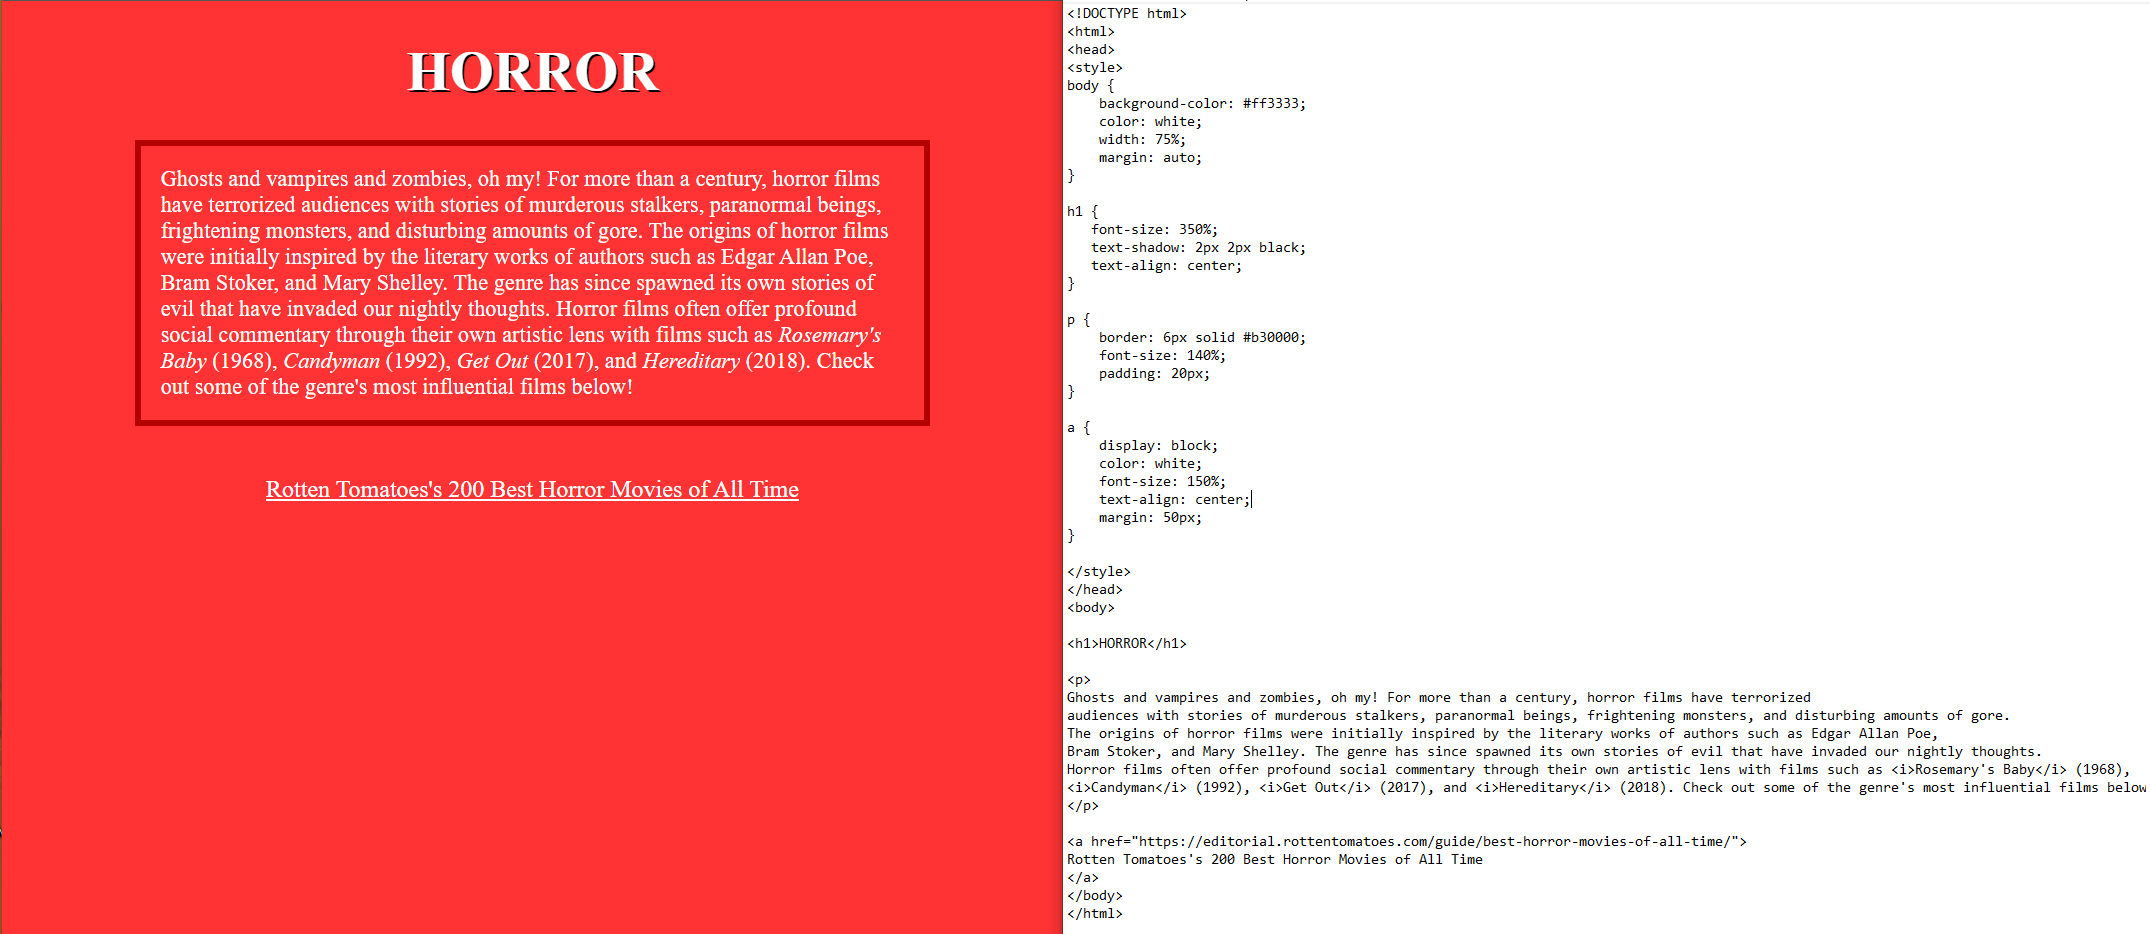 HORROR
Ghosts and vampires and zombies, oh my! For more than a century, horror films
have terrorized audiences with stories of murderous stalkers, paranormal beings,
frightening monsters, and disturbing amounts of gore. The origins of horror films
were initially inspired by the literary works of authors such as Edgar Allan Poe,
Bram Stoker, and Mary Shelley. The genre has since spawned its own stories of
evil that have invaded our nightly thoughts. Horror films often offer profound
social commentary through their own artistic lens with films such as Rosemary's
Baby (1968), Candyman (1992), Get Out (2017), and Hereditary (2018). Check
out some of the genre's most influential films below!
Rotten Tomatoes's 200 Best Horror Movies of All Time
<!DOCTYPE html>
<html>
<head>
<style>
body {
    background-color: #ff3333;
    color: white;
    width: 75%;
    margin: auto;
}
h1 {
   font-size: 350%;
   text-shadow: 2px 2px black;
   text-align: center;
}
p {
    border: 6px solid #b30000;
    font-size: 140%;
    padding: 20px;
}
a {
    display: block;
    color: white;
    font-size: 150%;
    text-align: center;
    margin: 50px;
}
</style>
</head>
<body>
<h1>HORROR</h1>
<p>
Ghosts and vampires and zombies, oh my! For more than a century, horror films have terrorized
audiences with stories of murderous stalkers, paranormal beings, frightening monsters, and disturbing amounts of gore.
The origins of horror films were initially inspired by the literary works of authors such as Edgar Allan Poe,
Bram Stoker, and Mary Shelley. The genre has since spawned its own stories of evil that have invaded our nightly thoughts.
Horror films often offer profound social commentary through their own artistic lens with films such as <i>Rosemary's Baby</i> (1968),
<i>Candyman</i> (1992), <i>Get Out</i> (2017), and <i>Hereditary</i> (2018). Check out some of the genre's most influential films below
</p>
<a href="https://editorial.rottentomatoes.com/guide/best-horror-movies-of-all-time/">
Rotten Tomatoes's 200 Best Horror Movies of All Time
</a>
</body>
</html>